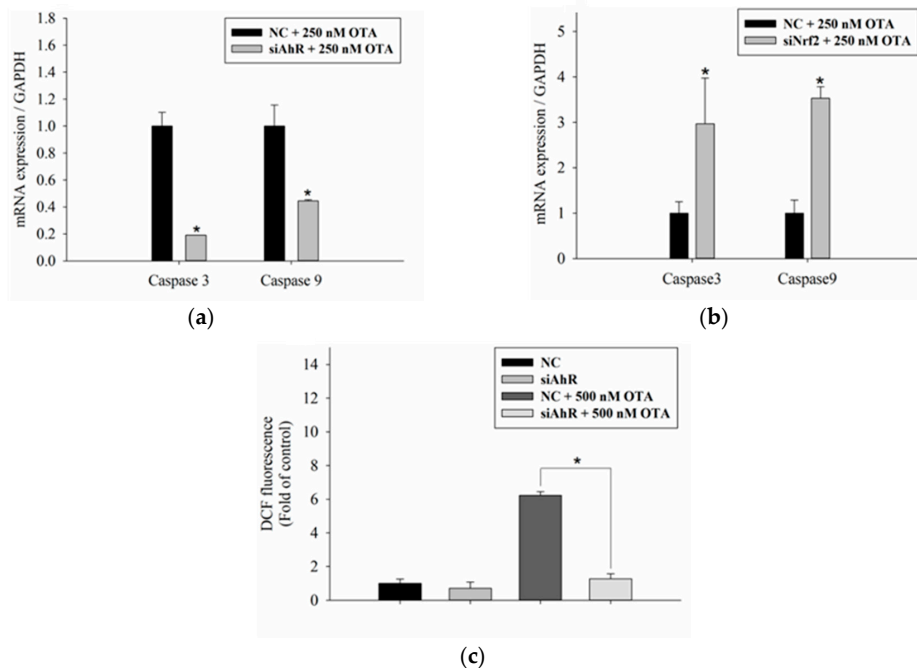 mRNA expression / GAPDH
1.8
1.6
1.4
1.2
1.0
0.8
0.6
0.4
0.2
0.0
NC + 250 nM OTA
siAhR + 250 nM OTA
*
*
Caspase 3
Caspase 9
(a)
mRNA expression / GAPDH
5
4
3
2
1
0
NC + 250 nM OTA
siNrf2 + 250 nM OTA
*
*
Caspase3
Caspase9
(b)
DCF fluorescence
(Fold of control)
14
12
10
8
6
4
2
0
NC
siAhR
NC + 500 nM OTA
siAhR + 500 nM OTA
*
(c)